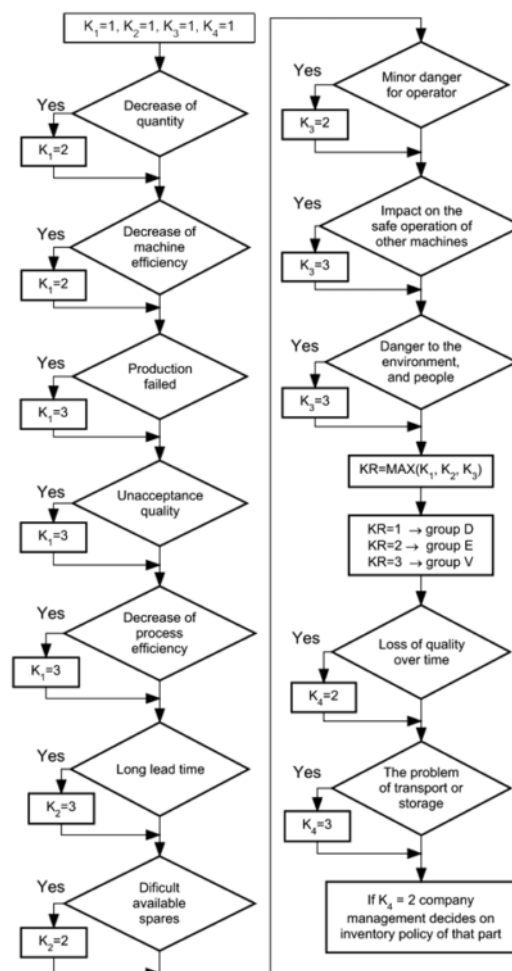 K₁=1, K₂=1, K₃=1, K₄=1
Decrease of
quantity
Yes
K₁=2
Decrease of
machine
efficiency
Yes
K₁=2
Production
failed
Yes
K₁=3
Unacceptance
quality
Yes
K₁=3
Decrease of
process
efficiency
Yes
K₁=3
Long lead time
Yes
K₂=3
Dificult
available
spares
Yes
K₂=2
Minor danger
for operator
Yes
K₃=2
Impact on the
safe operation of
other machines
Yes
K₃=3
Danger to the
environment,
and people
Yes
K₃=3
KR=MAX(K₁, K₂, K₃)
KR=1 → group D
KR=2 → group E
KR=3 → group V
Loss of quality
over time
Yes
K₄=2
The problem
of transport or
storage
Yes
K₄=3
If K₄ = 2 company
management decides on
inventory policy of that part